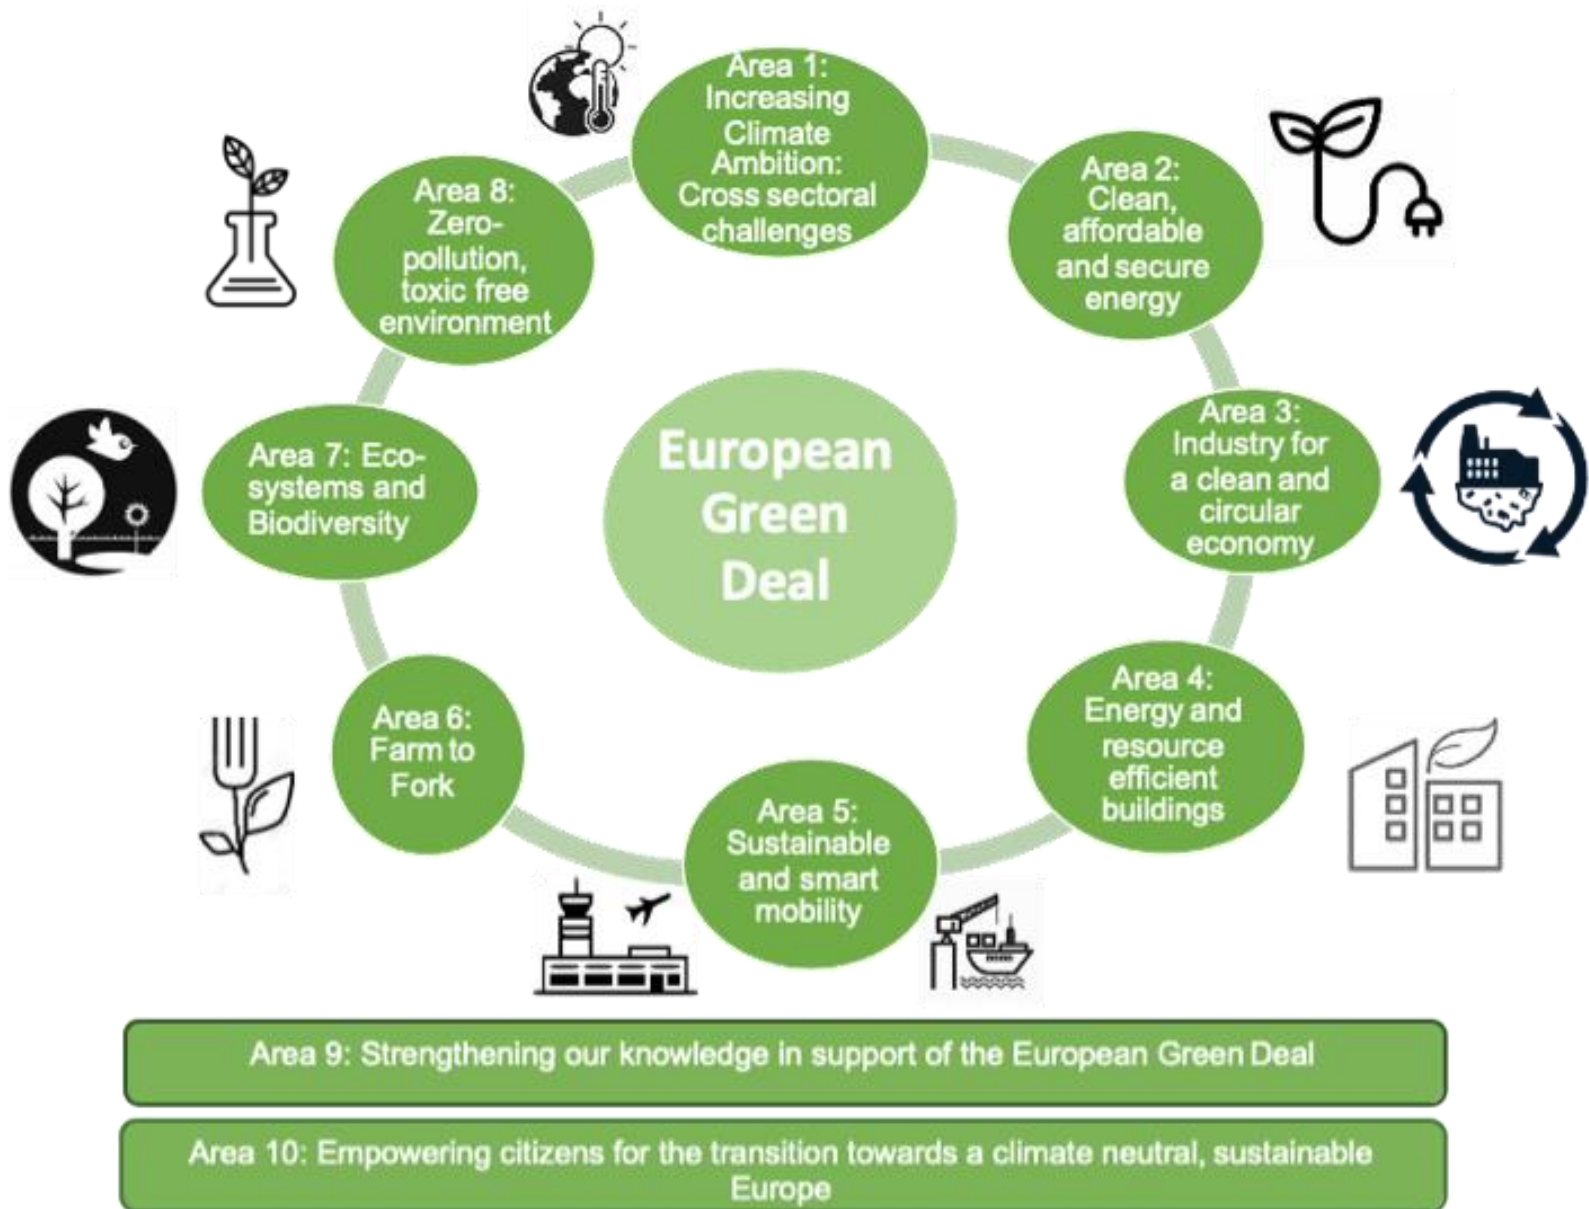 Area 1:
Increasing
Climate
Ambition:
Cross sectoral
challenges
Area 2:
Clean,
affordable
and secure
energy
Area 3:
Industry for
a clean and
circular
economy
Area 4:
Energy and
resource
efficient
buildings
Area 5:
Sustainable
and smart
mobility
Area 6:
Farm to
Fork
Area 7: Eco-
systems and
Biodiversity
Area 8:
Zero-
pollution,
toxic free
environment
European
Green
Deal
Area 9: Strengthening our knowledge in support of the European Green Deal
Area 10: Empowering citizens for the transition towards a climate neutral, sustainable
Europe